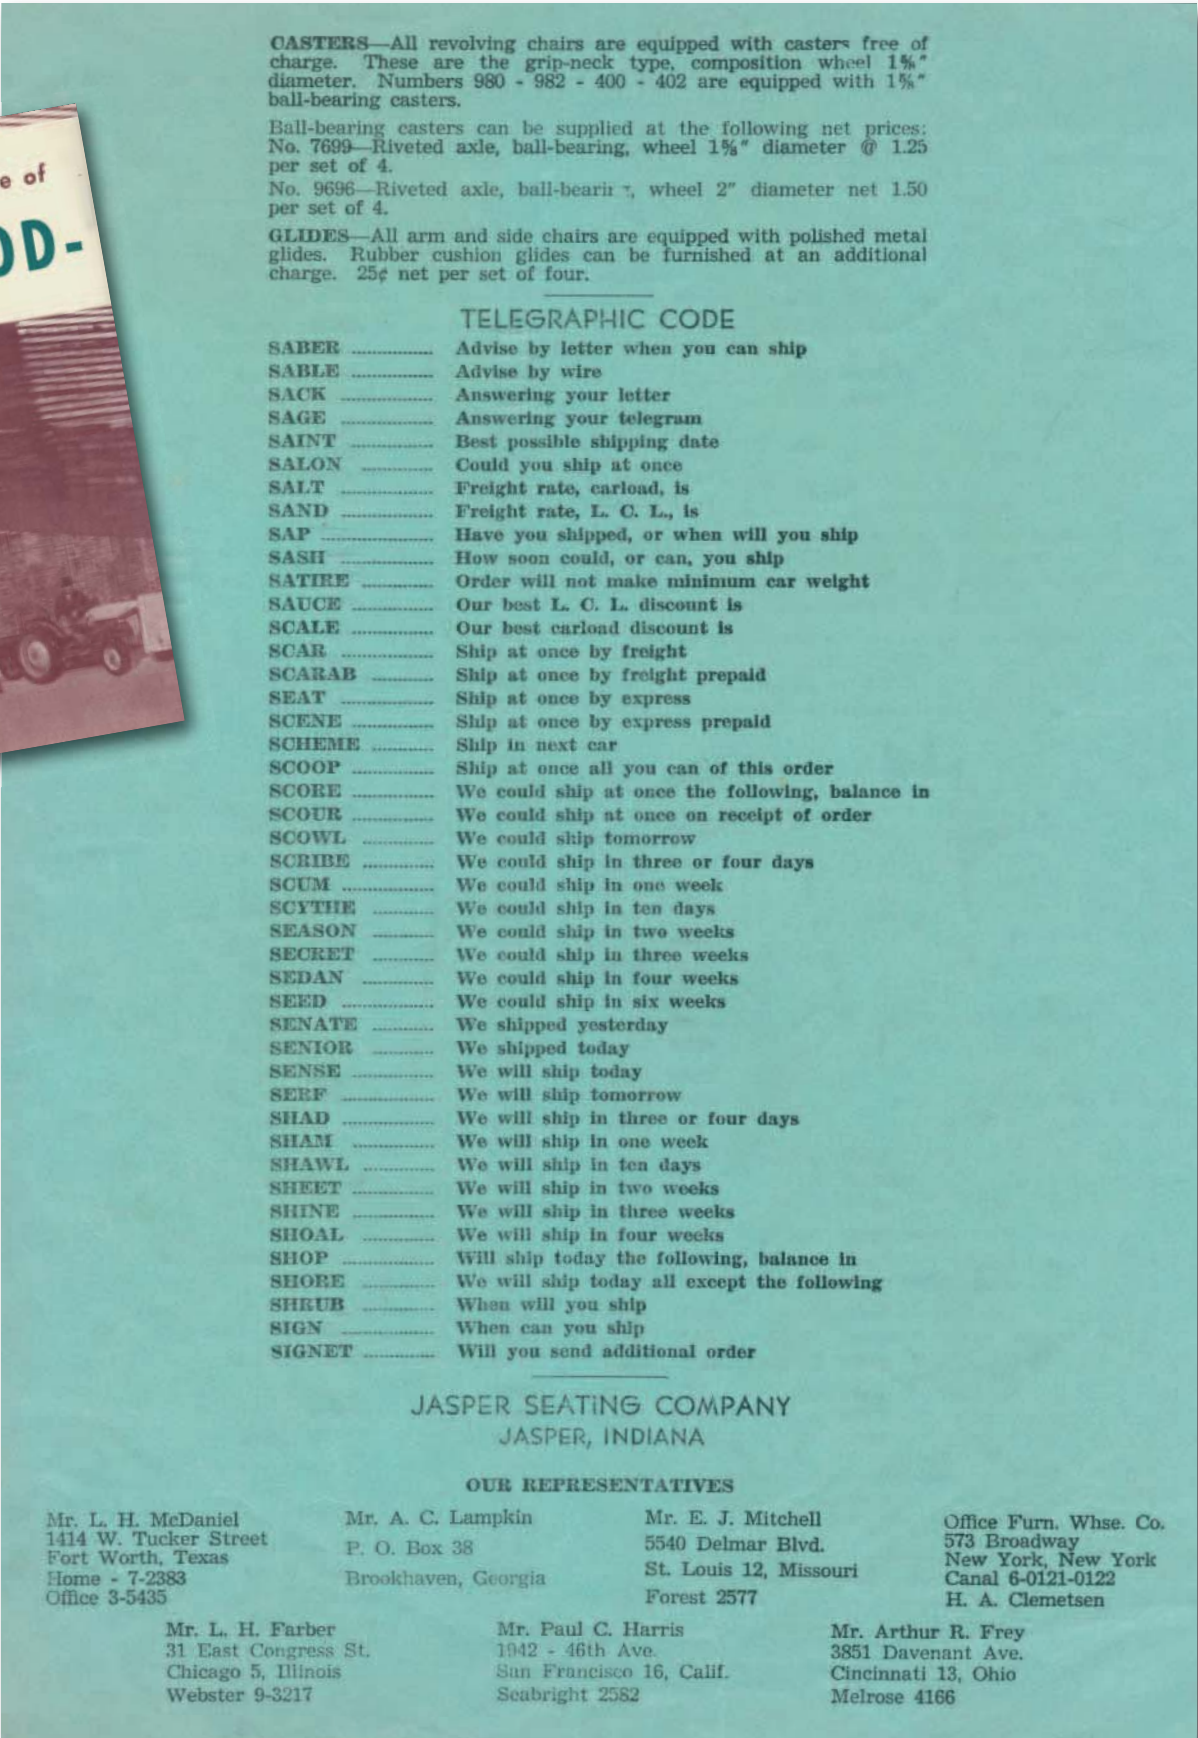 CASTERS—All revolving chairs are equipped with casters free of
charge. These are the grip-neck type, composition wheel 1⅝"
diameter. Numbers 980 - 982 - 400 - 402 are equipped with 1⅝"
ball-bearing casters.
Ball-bearing casters can be supplied at the following net prices:
No. 7699—Riveted axle, ball-bearing, wheel 1⅝" diameter @ 1.25
per set of 4.
No. 9696—Riveted axle, wheel 2" diameter net 1.50
per set of 4.
GLIDES—All arm and side chairs are equipped with polished metal
glides. Rubber cushion glides can be furnished at an additional
charge. 25¢ net per set of four.
e of
OD-
TELEGRAPHIC CODE
SABER ............... Advise by letter when you can ship
SABLE ............... Advise by wire
SACK ............... Answering your letter
SAGE ............... Answering your telegram
SAINT ............... Best possible shipping date
SALON ............... Could you ship at once
SALT ............... Freight rate, carload, is
SAND ............... Freight rate, L. C. L., is
SAP ............... Have you shipped, or when will you ship
SASH ............... How soon could, or can, you ship
SATIRE ............... Order will not make minimum car weight
SAUCE ............... Our best L. C. L. discount is
SCALE ............... Our best carload discount is
SCAR ............... Ship at once by freight
SCARAB ............... Ship at once by freight prepaid
SEAT ............... Ship at once by express
SCENE ............... Ship at once by express prepaid
SCHEME ............... Ship in next car
SCOOP ............... Ship at once all you can of this order
SCORE ............... We could ship at once the following, balance in
SCOUR ............... We could ship at once on receipt of order
SCOWL ............... We could ship tomorrow
SCRIBE ............... We could ship in three or four days
SCUM ............... We could ship in one week
SCYTHE ............... We could ship in ten days
SEASON ............... We could ship in two weeks
SECRET ............... We could ship in three weeks
SEDAN ............... We could ship in four weeks
SEED ............... We could ship in six weeks
SENATE ............... We shipped yesterday
SENIOR ............... We shipped today
SENSE ............... We will ship today
SERF ............... We will ship tomorrow
SHAD ............... We will ship in three or four days
SHAM ............... We will ship in one week
SHAWL ............... We will ship in ten days
SHEET ............... We will ship in two weeks
SHINE ............... We will ship in three weeks
SHOAL ............... We will ship in four weeks
SHOP ............... Will ship today the following, balance in
SHORE ............... We will ship today all except the following
SHRUB ............... When will you ship
SIGN ............... When can you ship
SIGNET ............... Will you send additional order
JASPER SEATING COMPANY
JASPER, INDIANA
OUR REPRESENTATIVES
Mr. L. H. McDaniel
1414 W. Tucker Street
Fort Worth, Texas
Home - 7-2383
Office 3-5435
Mr. A. C. Lampkin
P. O. Box 38
Brookhaven, Georgia
Mr. E. J. Mitchell
5540 Delmar Blvd.
St. Louis 12, Missouri
Forest 2577
Office Furn. Whse. Co.
573 Broadway
New York, New York
Canal 6-0121-0122
H. A. Clemetsen
Mr. L. H. Farber
31 East Congress St.
Chicago 5, Illinois
Webster 9-3217
Mr. Paul C. Harris
1942 - 46th Ave.
San Francisco 16, Calif.
Seabright 2582
Mr. Arthur R. Frey
3851 Davenant Ave.
Cincinnati 13, Ohio
Melrose 4166